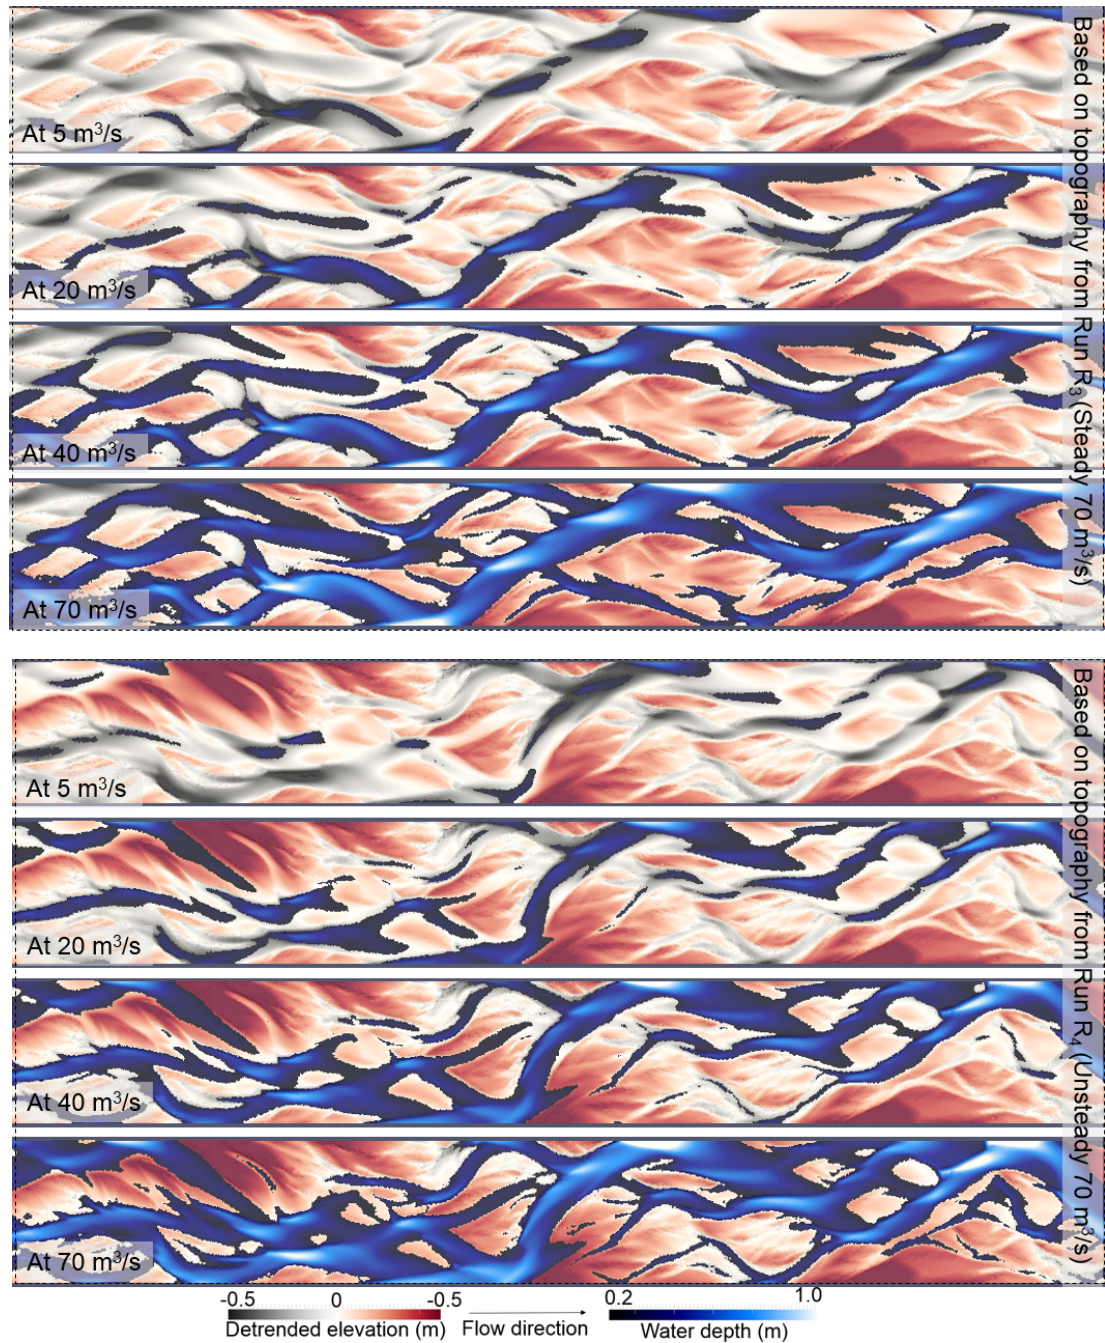 At 5 m³/s
At 20 m³/s
At 40 m³/s
At 70 m³/s
Based on topography from Run R₃ (Steady 70 m³/s)
At 5 m³/s
At 20 m³/s
At 40 m³/s
At 70 m³/s
Based on topography from Run R₄ (Unsteady 70 m³/s)
-0.5 0 -0.5 0.2 1.0
Detrended elevation (m) Flow direction Water depth (m)